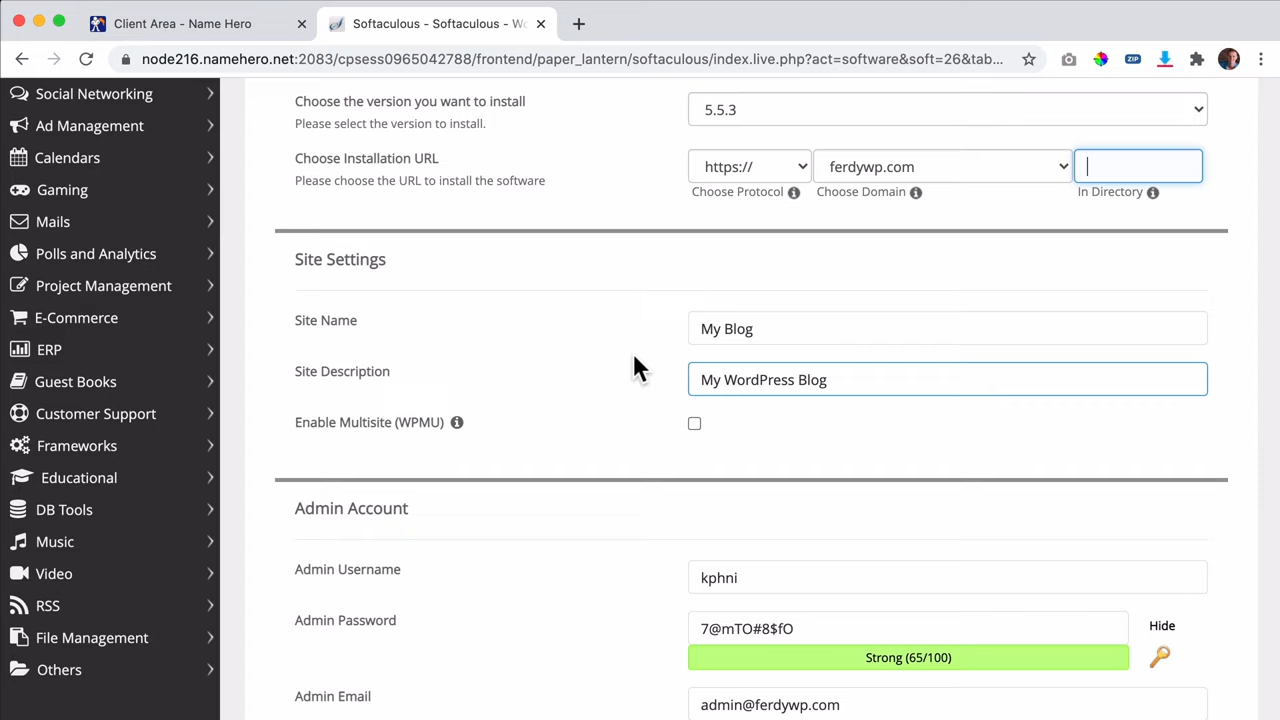 Client Area - Name Hero
Softaculous - Softaculous - Wo
node216.namehero.net:2083/cpsess0965042788/frontend/paper_lantern/softaculous/index.live.php?act=software&soft=26&tab...
ZIP
Social Networking
Ad Management
Calendars
Gaming
Mails
Polls and Analytics
Project Management
E-Commerce
ERP
Guest Books
Customer Support
Frameworks
Educational
DB Tools
Music
Video
RSS
File Management
Others
Choose the version you want to install
Please select the version to install.
5.5.3
Choose Installation URL
Please choose the URL to install the software
https://
ferdywp.com
Choose Protocol
Choose Domain
In Directory
Site Settings
Site Name
My Blog
Site Description
My WordPress Blog
Enable Multisite (WPMU)
Admin Account
Admin Username
kphni
Admin Password
7@mTO#8$fO
Hide
Strong (65/100)
Admin Email
admin@ferdywp.com